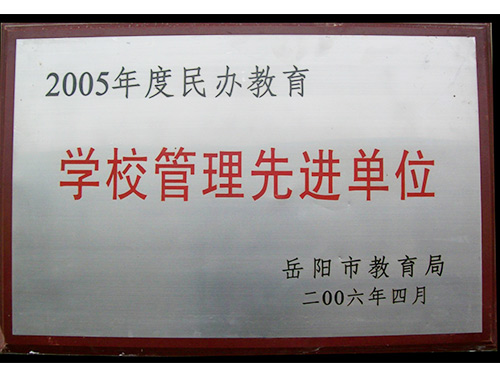 2005年度民办教育
学校管理先进单位
岳阳市教育局
二00六年四月